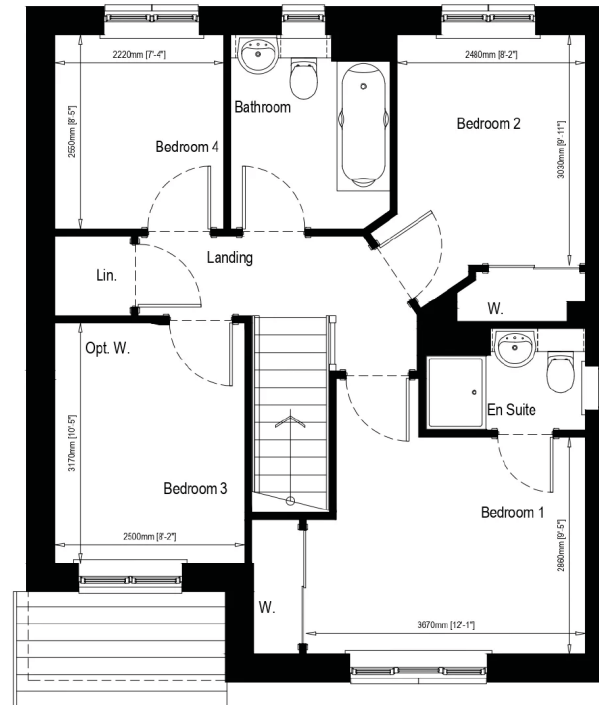 2220mm [7'-4"]
2480mm [8'-2"]
Bathroom
Bedroom 2
2560mm [8'-5"]
3030mm [9'-11"]
Bedroom 4
Landing
Lin.
W.
Opt. W.
En Suite
3170mm [10'-5"]
Bedroom 3
Bedroom 1
2500mm [8'-2"]
2860mm [9'-5"]
W.
3670mm [12'-1"]